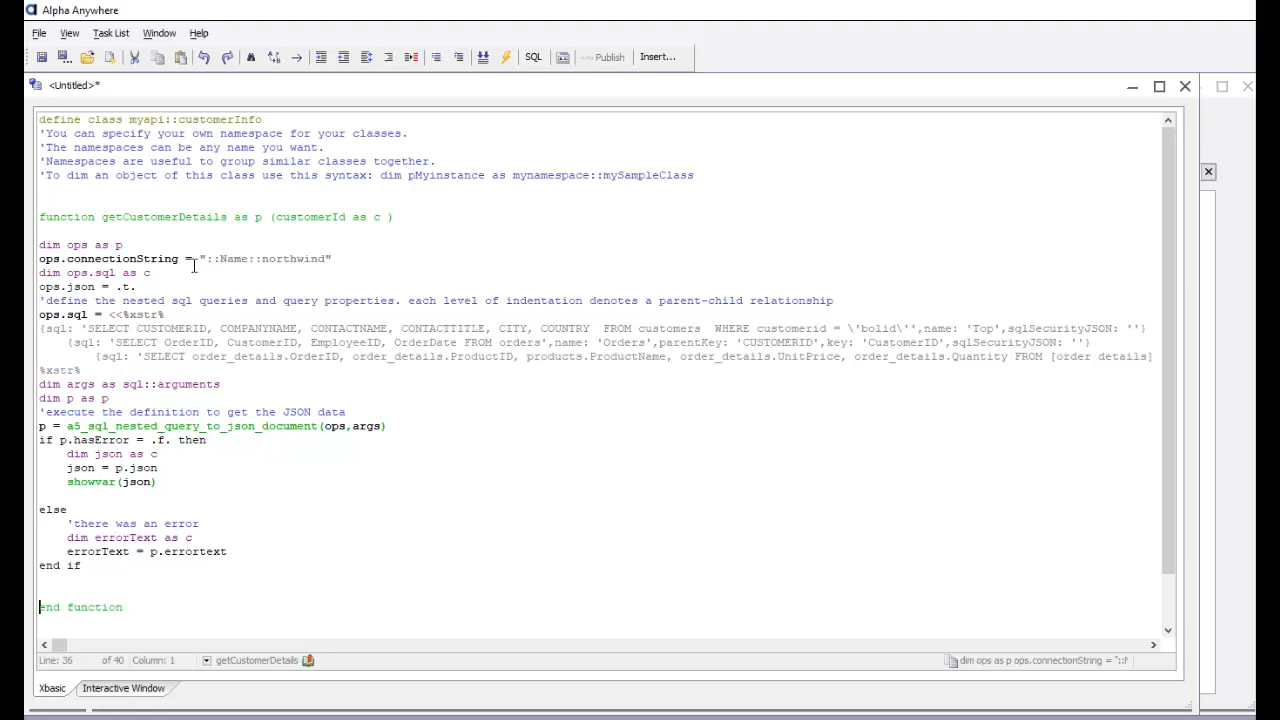 Alpha Anywhere
File View Task List Window Help
SQL Publish Insert...
<Untitled>*
define class myapi::customerInfo
'You can specify your own namespace for your classes.
'The namespaces can be any name you want.
'Namespaces are useful to group similar classes together.
'To dim an object of this class use this syntax: dim pMyinstance as mynamespace::mySampleClass
function getCustomerDetails as p (customerId as c )
dim ops as p
ops.connectionString = "::Name::northwind"
dim ops.sql as c
ops.json = .t.
'define the nested sql queries and query properties. each level of indentation denotes a parent-child relationship
ops.sql = <<%xstr%
{sql: 'SELECT CUSTOMERID, COMPANYNAME, CONTACTNAME, CONTACTTITLE, CITY, COUNTRY  FROM customers  WHERE customerid = \'bolid\'',name: 'Top',sqlSecurityJSON: ''}
{sql: 'SELECT OrderID, CustomerID, EmployeeID, OrderDate FROM orders',name: 'Orders',parentKey: 'CUSTOMERID',key: 'CustomerID',sqlSecurityJSON: ''}
{sql: 'SELECT order_details.OrderID, order_details.ProductID, products.ProductName, order_details.UnitPrice, order_details.Quantity FROM [order details]
%xstr%
dim args as sql::arguments
dim p as p
'execute the definition to get the JSON data
p = a5_sql_nested_query_to_json_document(ops,args)
if p.hasError = .f. then
dim json as c
json = p.json
showvar(json)
else
'there was an error
dim errorText as c
errorText = p.errortext
end if
end function
Line: 36 of 40 Column: 1 getCustomerDetails dim ops as p ops.connectionString = "::f
Xbasic Interactive Window